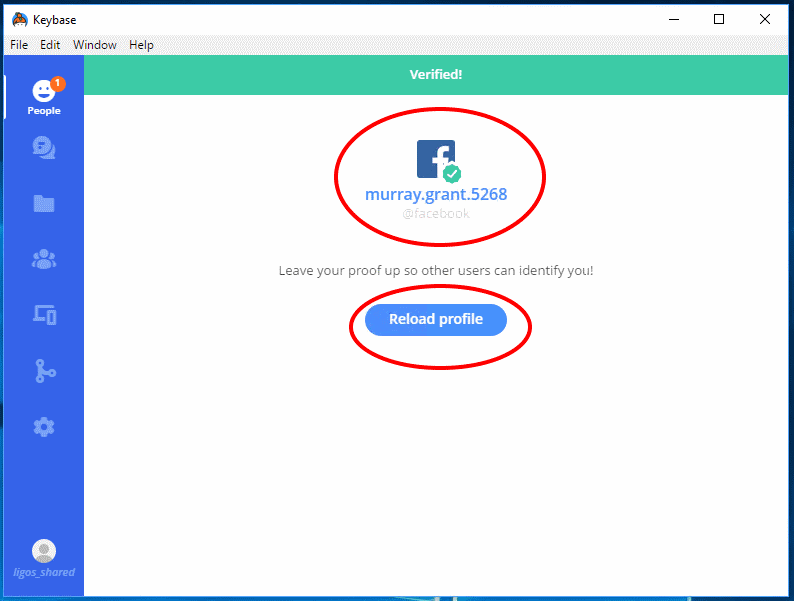 Keybase
File Edit Window Help
Verified!
1
People
murray.grant.5268
@facebook
Leave your proof up so other users can identify you!
Reload profile
ligos_shared